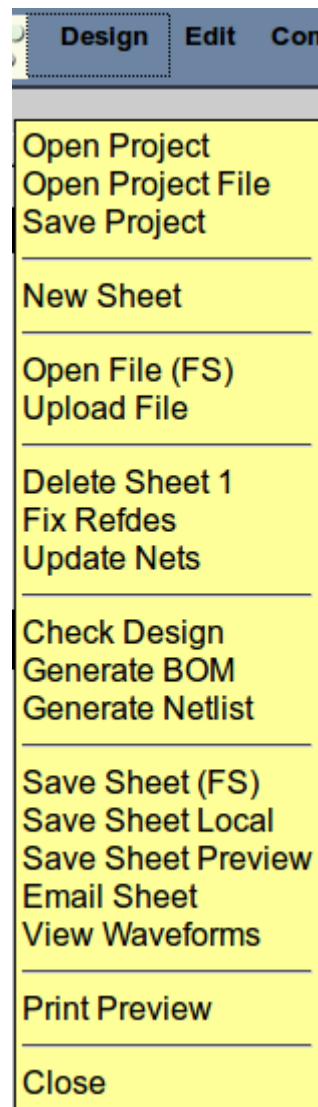 Design Edit Con
Open Project
Open Project File
Save Project
New Sheet
Open File (FS)
Upload File
Delete Sheet 1
Fix Refdes
Update Nets
Check Design
Generate BOM
Generate Netlist
Save Sheet (FS)
Save Sheet Local
Save Sheet Preview
Email Sheet
View Waveforms
Print Preview
Close